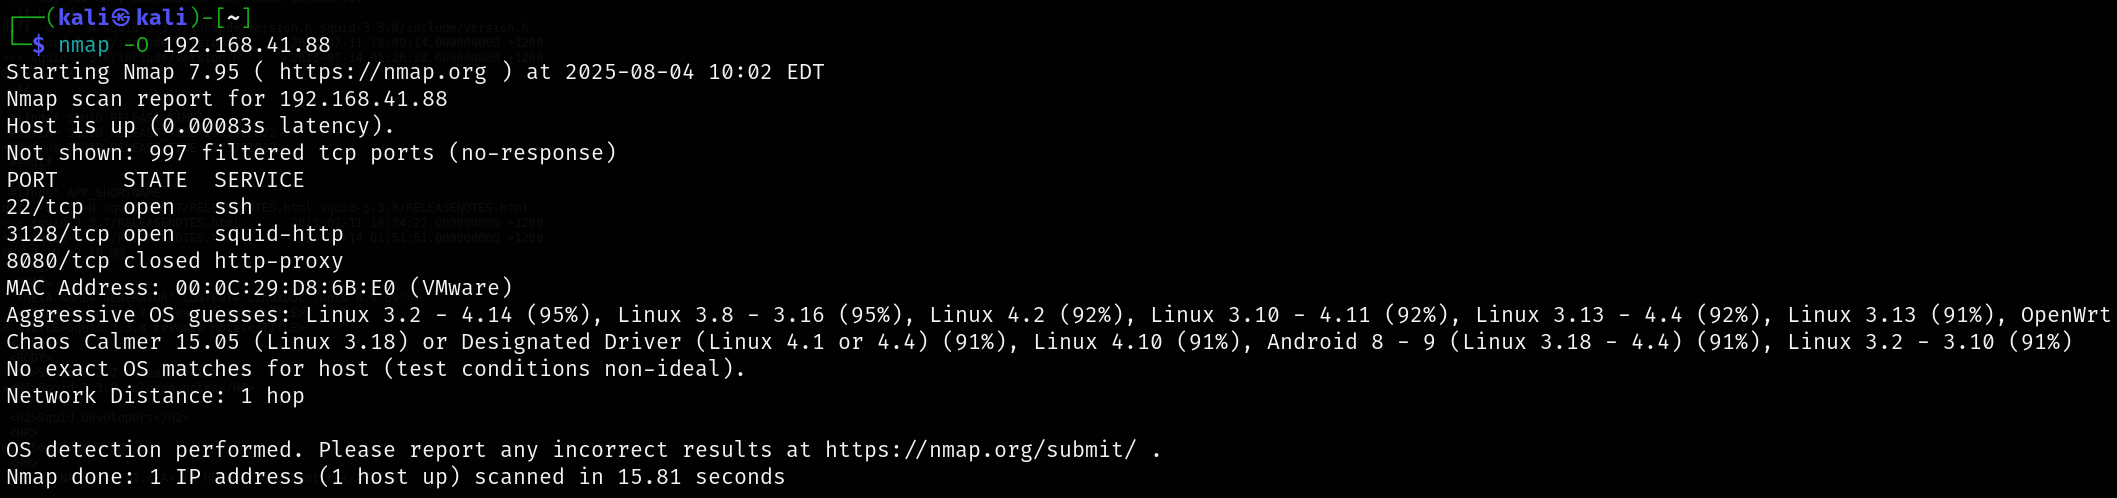 ┌──(kali㉿kali)-[~]
└─$ nmap -O 192.168.41.88
Starting Nmap 7.95 ( https://nmap.org ) at 2025-08-04 10:02 EDT
Nmap scan report for 192.168.41.88
Host is up (0.00083s latency).
Not shown: 997 filtered tcp ports (no-response)
PORT     STATE  SERVICE
22/tcp   open   ssh
3128/tcp open   squid-http
8080/tcp closed http-proxy
MAC Address: 00:0C:29:D8:6B:E0 (VMware)
Aggressive OS guesses: Linux 3.2 - 4.14 (95%), Linux 3.8 - 3.16 (95%), Linux 4.2 (92%), Linux 3.10 - 4.11 (92%), Linux 3.13 - 4.4 (92%), Linux 3.13 (91%), OpenWrt
Chaos Calmer 15.05 (Linux 3.18) or Designated Driver (Linux 4.1 or 4.4) (91%), Linux 4.10 (91%), Android 8 - 9 (Linux 3.18 - 4.4) (91%), Linux 3.2 - 3.10 (91%)
No exact OS matches for host (test conditions non-ideal).
Network Distance: 1 hop
<H2>Squid Developers</H2>
OS detection performed. Please report any incorrect results at https://nmap.org/submit/ .
Nmap done: 1 IP address (1 host up) scanned in 15.81 seconds